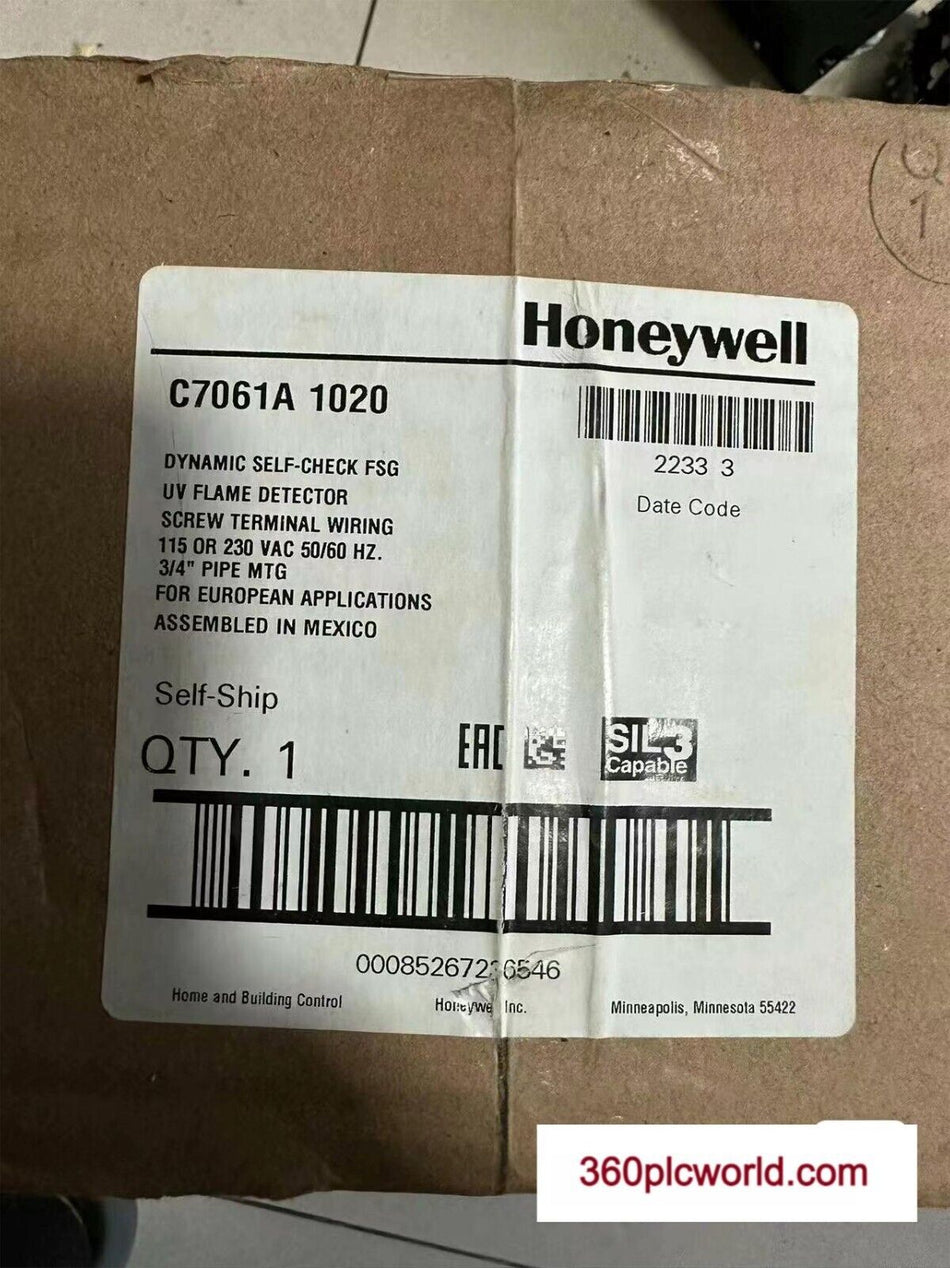 Honeywell
C7061A 1020
2233 3
Date Code
DYNAMIC SELF-CHECK FSG
UV FLAME DETECTOR
SCREW TERMINAL WIRING
115 OR 230 VAC 50/60 HZ.
3/4" PIPE MTG
FOR EUROPEAN APPLICATIONS
ASSEMBLED IN MEXICO
Self-Ship
QTY. 1
EAC
SIL 3
Capable
Home and Building Control
Inc.
Minneapolis, Minnesota 55422
360plcworld.com